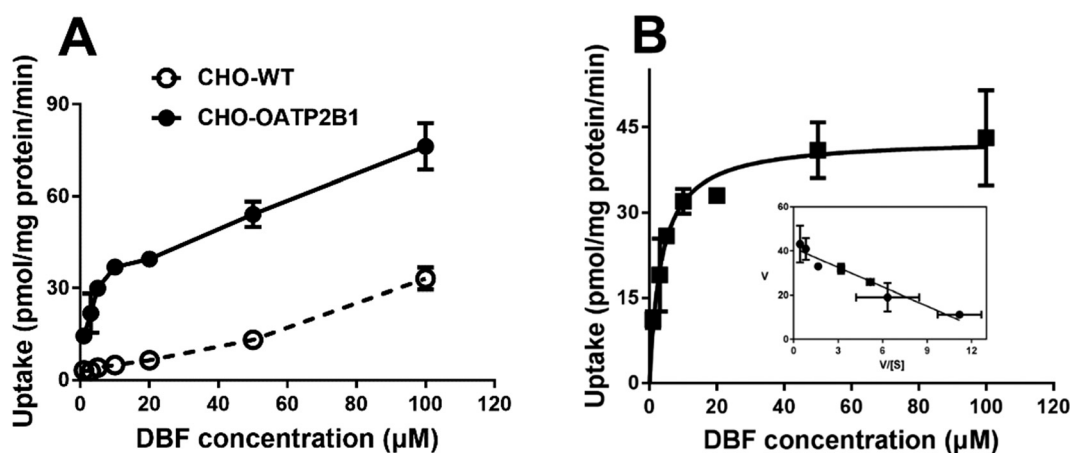 A
CHO-WT
CHO-OATP2B1
Uptake (pmol/mg protein/min)
90
60
30
0
0 20 40 60 80 100 120
DBF concentration (µM)
B
Uptake (pmol/mg protein/min)
45
30
15
0
0 20 40 60 80 100 120
DBF concentration (µM)
V
60
40
20
0
0 3 6 9 12
V/[S]